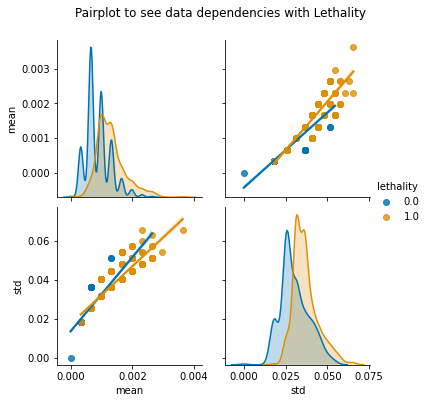 Pairplot to see data dependencies with Lethality
0.003
0.002
0.001
0.000
mean
lethality
0.0
1.0
0.06
0.04
0.02
0.00
std
0.000 0.002 0.004
mean
0.000 0.025 0.050 0.075
std